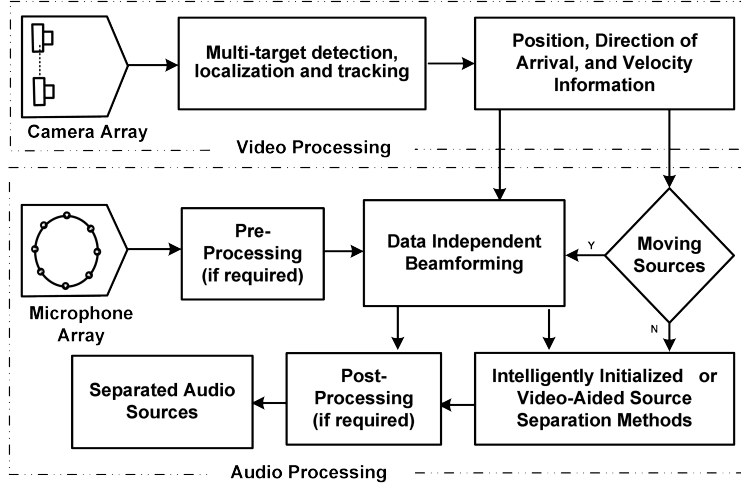 Camera Array
Multi-target detection,
localization and tracking
Position, Direction of
Arrival, and Velocity
Information
Video Processing
Microphone
Array
Pre-
Processing
(if required)
Data Independent
Beamforming
Y
Moving
Sources
N
Separated Audio
Sources
Post-
Processing
(if required)
Intelligently Initialized or
Video-Aided Source
Separation Methods
Audio Processing